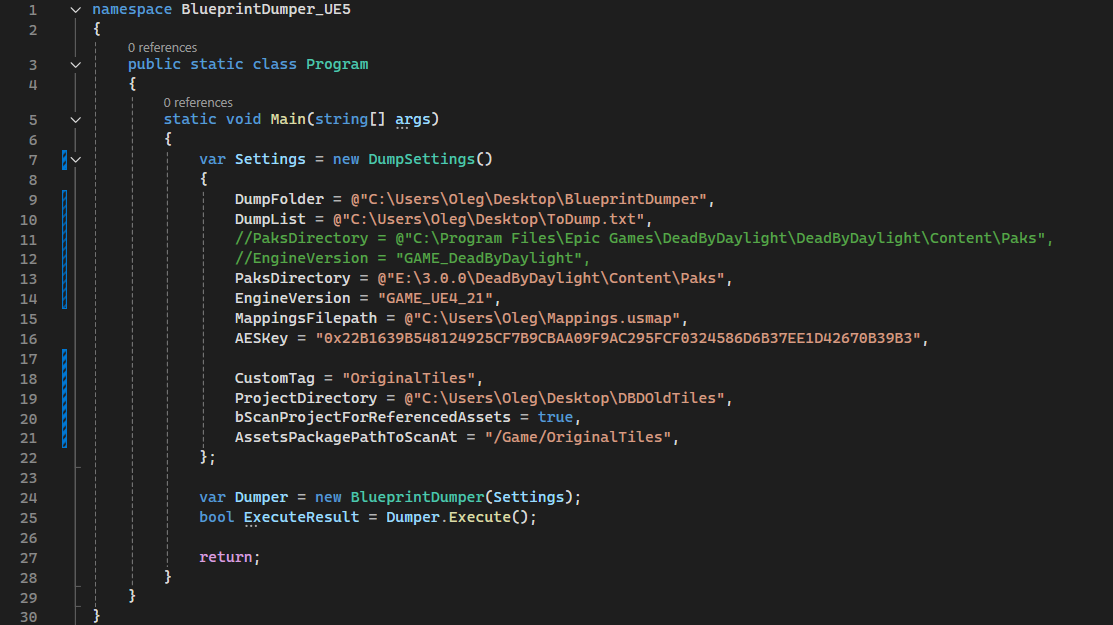 1 namespace BlueprintDumper_UE5
2 {
0 references
3 public static class Program
4 {
0 references
5 static void Main(string[] args)
6 {
7 var Settings = new DumpSettings()
8 {
9 DumpFolder = @"C:\Users\Oleg\Desktop\BlueprintDumper",
10 DumpList = @"C:\Users\Oleg\Desktop\ToDump.txt",
11 //PaksDirectory = @"C:\Program Files\Epic Games\DeadByDaylight\DeadByDaylight\Content\Paks",
12 //EngineVersion = "GAME_DeadByDaylight",
13 PaksDirectory = @"E:\3.0.0\DeadByDaylight\Content\Paks",
14 EngineVersion = "GAME_UE4_21",
15 MappingsFilepath = @"C:\Users\Oleg\Mappings.usmap",
16 AESKey = "0x22B1639B548124925CF7B9CBAA09F9AC295FCF0324586D6B37EE1D42670B39B3",
17
18 CustomTag = "OriginalTiles",
19 ProjectDirectory = @"C:\Users\Oleg\Desktop\DBDOldTiles",
20 bScanProjectForReferencedAssets = true,
21 AssetsPackagePathToScanAt = "/Game/OriginalTiles",
22 };
23
24 var Dumper = new BlueprintDumper(Settings);
25 bool ExecuteResult = Dumper.Execute();
26
27 return;
28 }
29 }
30 }